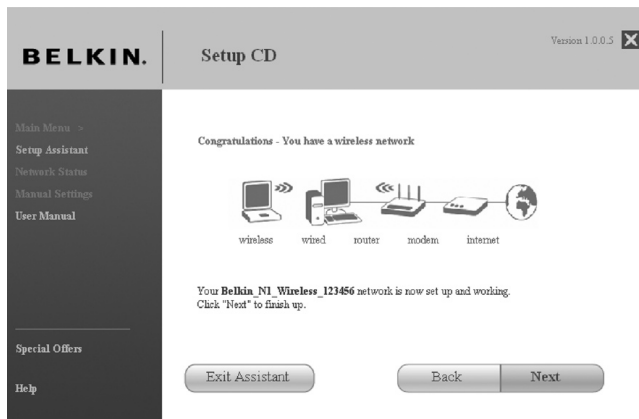 BELKIN.
Setup CD
Version 1.0.0.5
Main Menu >
Setup Assistant
Network Status
Manual Settings
User Manual
Special Offers
Help
Congratulations - You have a wireless network
wireless wired router modem internet
Your Belkin_N1_Wireless_123456 network is now set up and working.
Click "Next" to finish up.
Exit Assistant
Back
Next